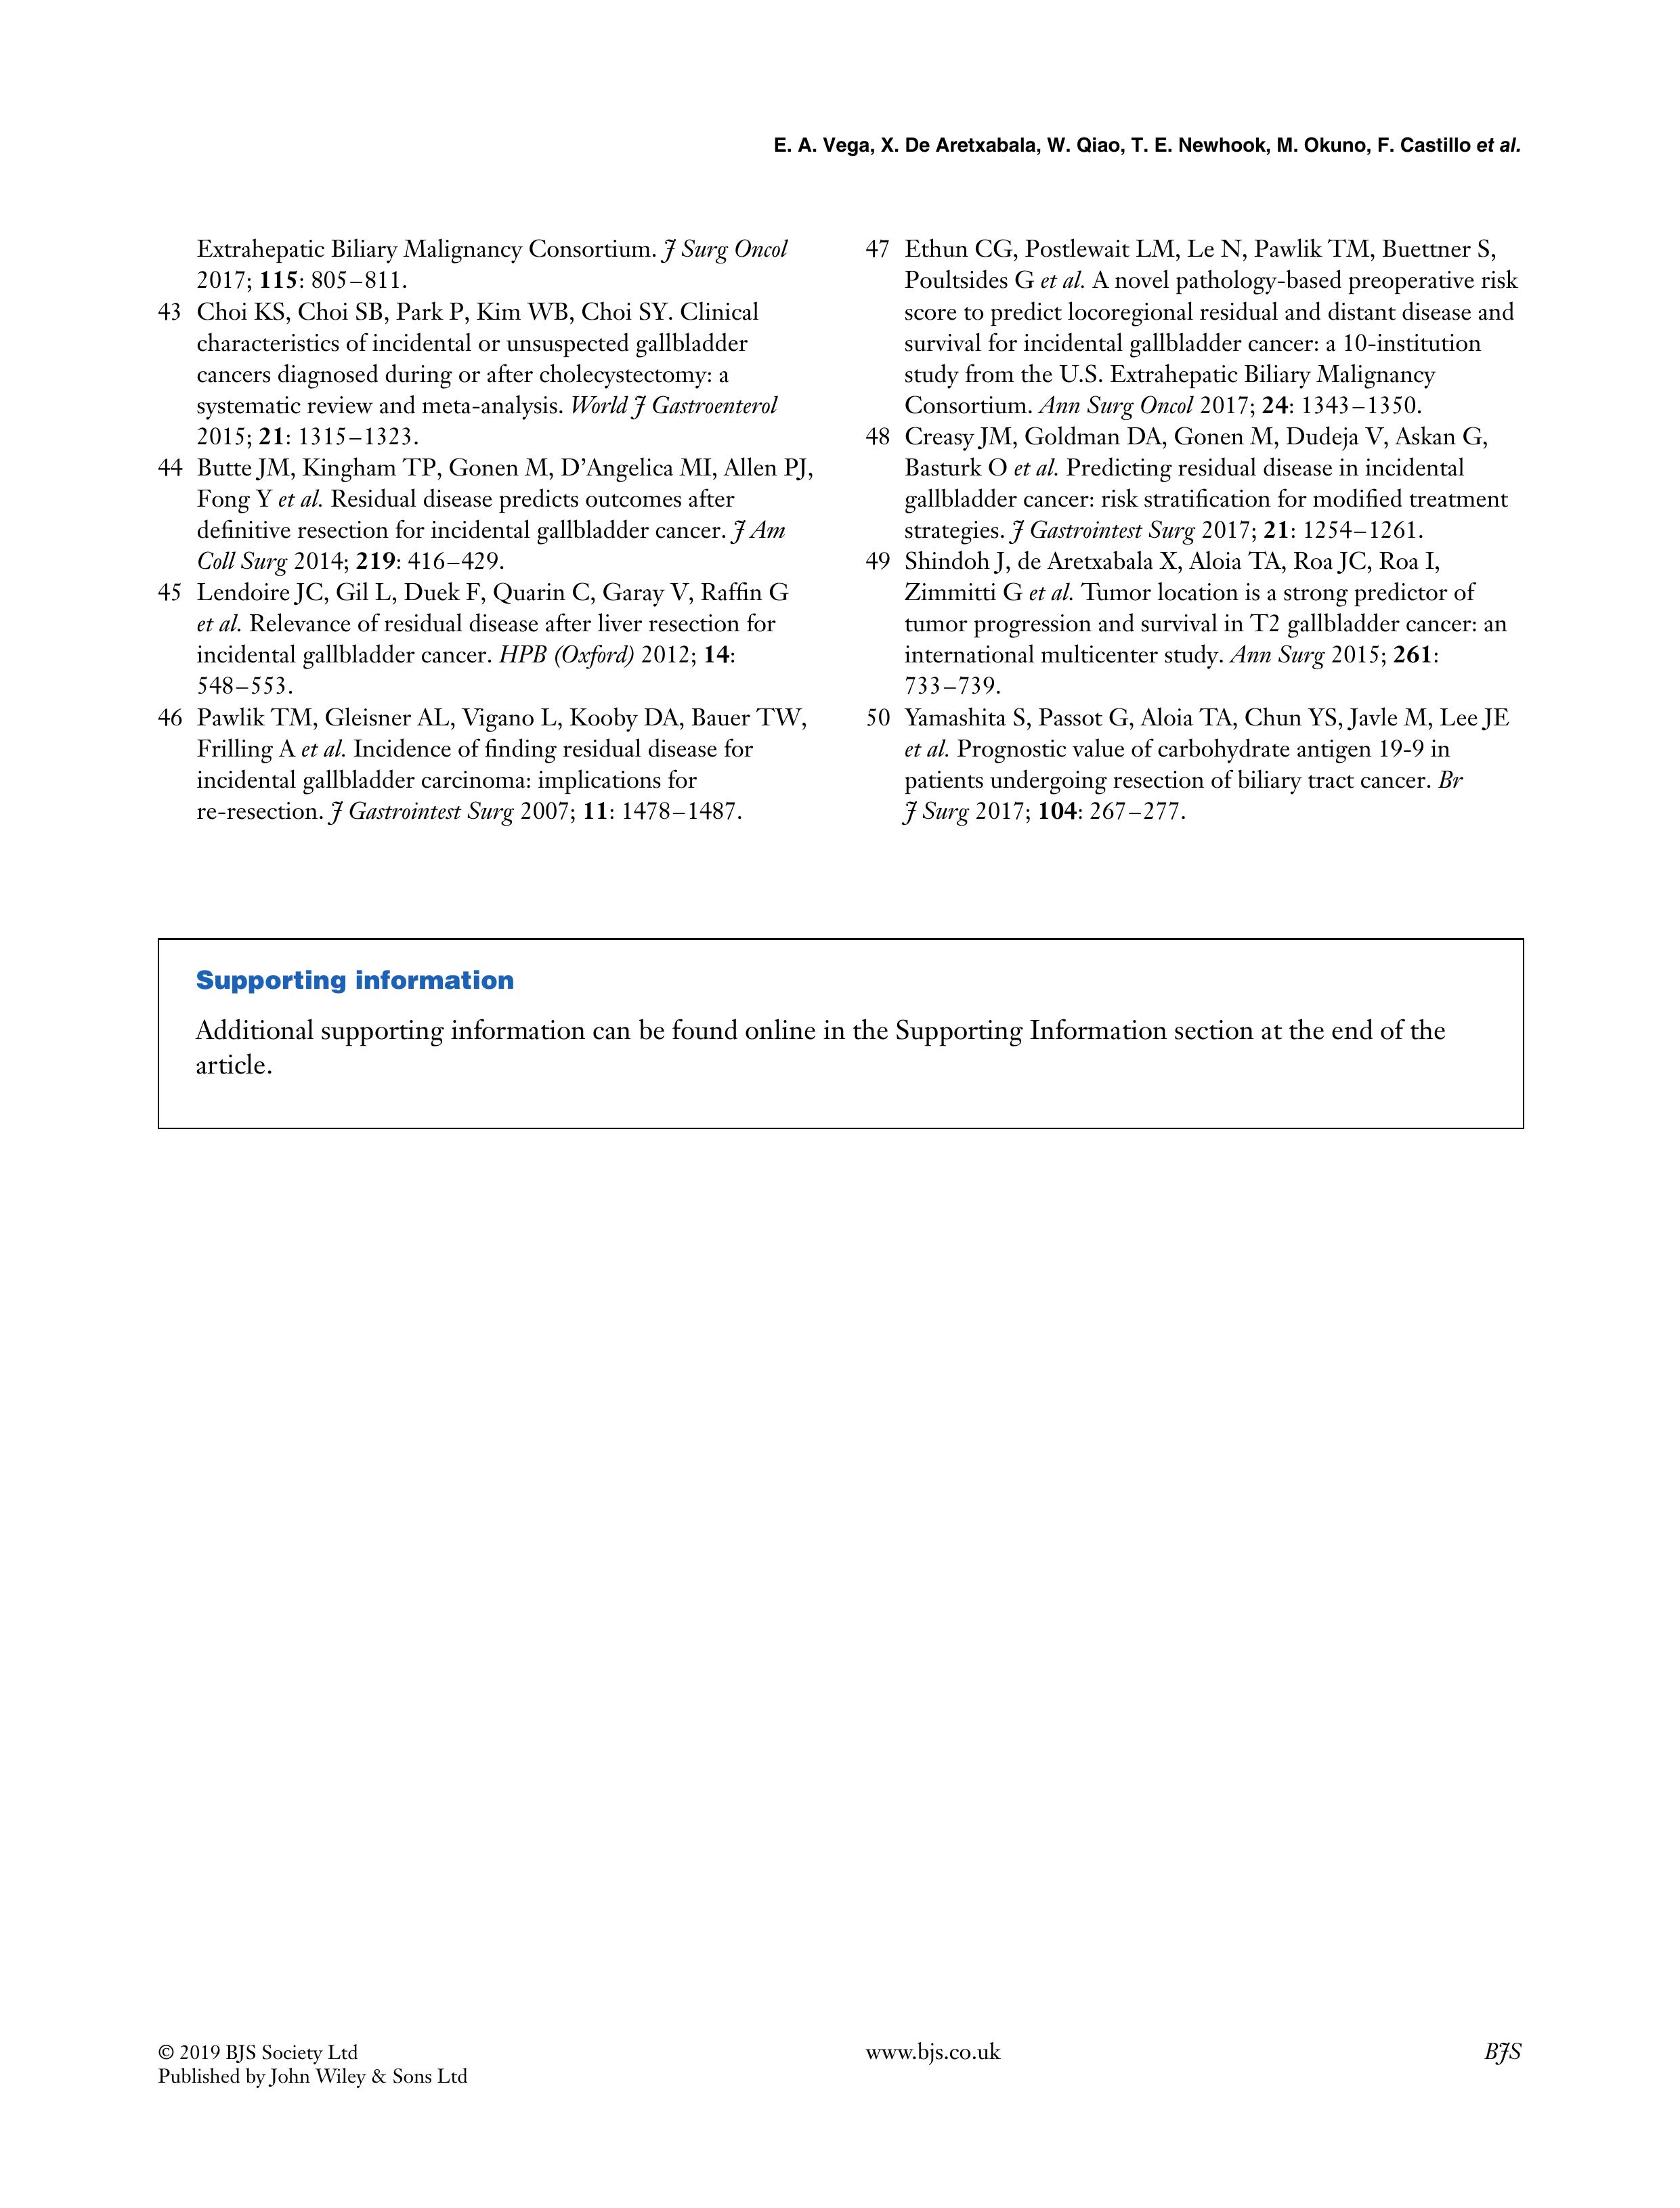 E. A. Vega, X. De Aretxabala, W. Qiao, T. E. Newhook, M. Okuno, F. Castillo et al.
Extrahepatic Biliary Malignancy Consortium. J Surg Oncol
2017; 115: 805–811.
43 Choi KS, Choi SB, Park P, Kim WB, Choi SY. Clinical
characteristics of incidental or unsuspected gallbladder
cancers diagnosed during or after cholecystectomy: a
systematic review and meta-analysis. World J Gastroenterol
2015; 21: 1315–1323.
44 Butte JM, Kingham TP, Gonen M, D’Angelica MI, Allen PJ,
Fong Y et al. Residual disease predicts outcomes after
definitive resection for incidental gallbladder cancer. J Am
Coll Surg 2014; 219: 416–429.
45 Lendoire JC, Gil L, Duek F, Quarin C, Garay V, Raffin G
et al. Relevance of residual disease after liver resection for
incidental gallbladder cancer. HPB (Oxford) 2012; 14:
548–553.
46 Pawlik TM, Gleisner AL, Vigano L, Kooby DA, Bauer TW,
Frilling A et al. Incidence of finding residual disease for
incidental gallbladder carcinoma: implications for
re-resection. J Gastrointest Surg 2007; 11: 1478–1487.
47 Ethun CG, Postlewait LM, Le N, Pawlik TM, Buettner S,
Poultsides G et al. A novel pathology-based preoperative risk
score to predict locoregional residual and distant disease and
survival for incidental gallbladder cancer: a 10-institution
study from the U.S. Extrahepatic Biliary Malignancy
Consortium. Ann Surg Oncol 2017; 24: 1343–1350.
48 Creasy JM, Goldman DA, Gonen M, Dudeja V, Askan G,
Basturk O et al. Predicting residual disease in incidental
gallbladder cancer: risk stratification for modified treatment
strategies. J Gastrointest Surg 2017; 21: 1254–1261.
49 Shindoh J, de Aretxabala X, Aloia TA, Roa JC, Roa I,
Zimmitti G et al. Tumor location is a strong predictor of
tumor progression and survival in T2 gallbladder cancer: an
international multicenter study. Ann Surg 2015; 261:
733–739.
50 Yamashita S, Passot G, Aloia TA, Chun YS, Javle M, Lee JE
et al. Prognostic value of carbohydrate antigen 19-9 in
patients undergoing resection of biliary tract cancer. Br
J Surg 2017; 104: 267–277.
Supporting information
Additional supporting information can be found online in the Supporting Information section at the end of the
article.
© 2019 BJS Society Ltd
Published by John Wiley & Sons Ltd
www.bjs.co.uk
BJS